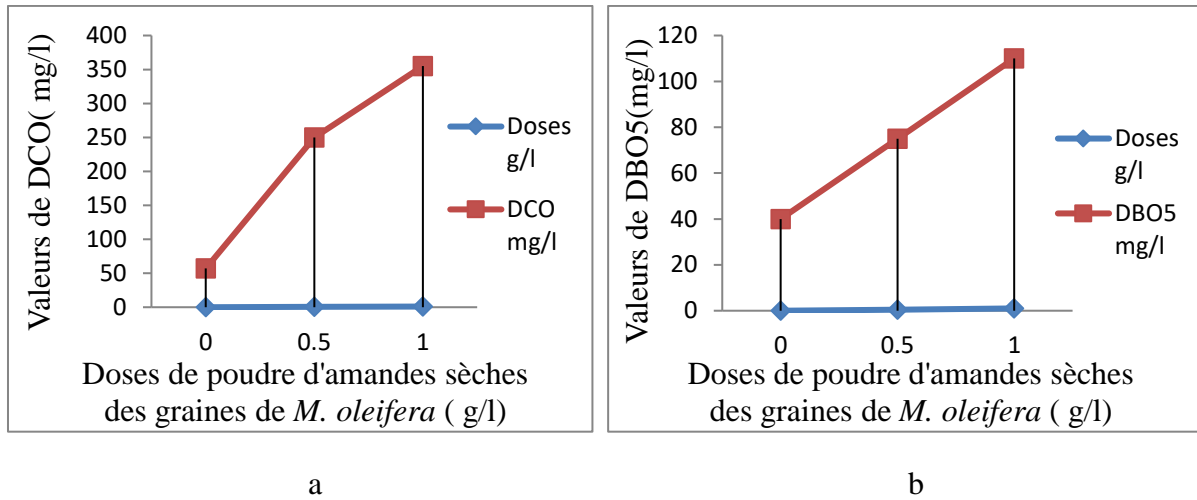 Valeurs de DCO( mg/l)
400
350
300
250
200
150
100
50
0
0
0.5
1
Doses
g/l
DCO
mg/l
Doses de poudre d'amandes sèches
des graines de M. oleifera ( g/l)
a
Valeurs de DBO5(mg/l)
120
100
80
60
40
20
0
0
0.5
1
Doses
g/l
DBO5
mg/l
Doses de poudre d'amandes sèches
des graines de M. oleifera ( g/l)
b